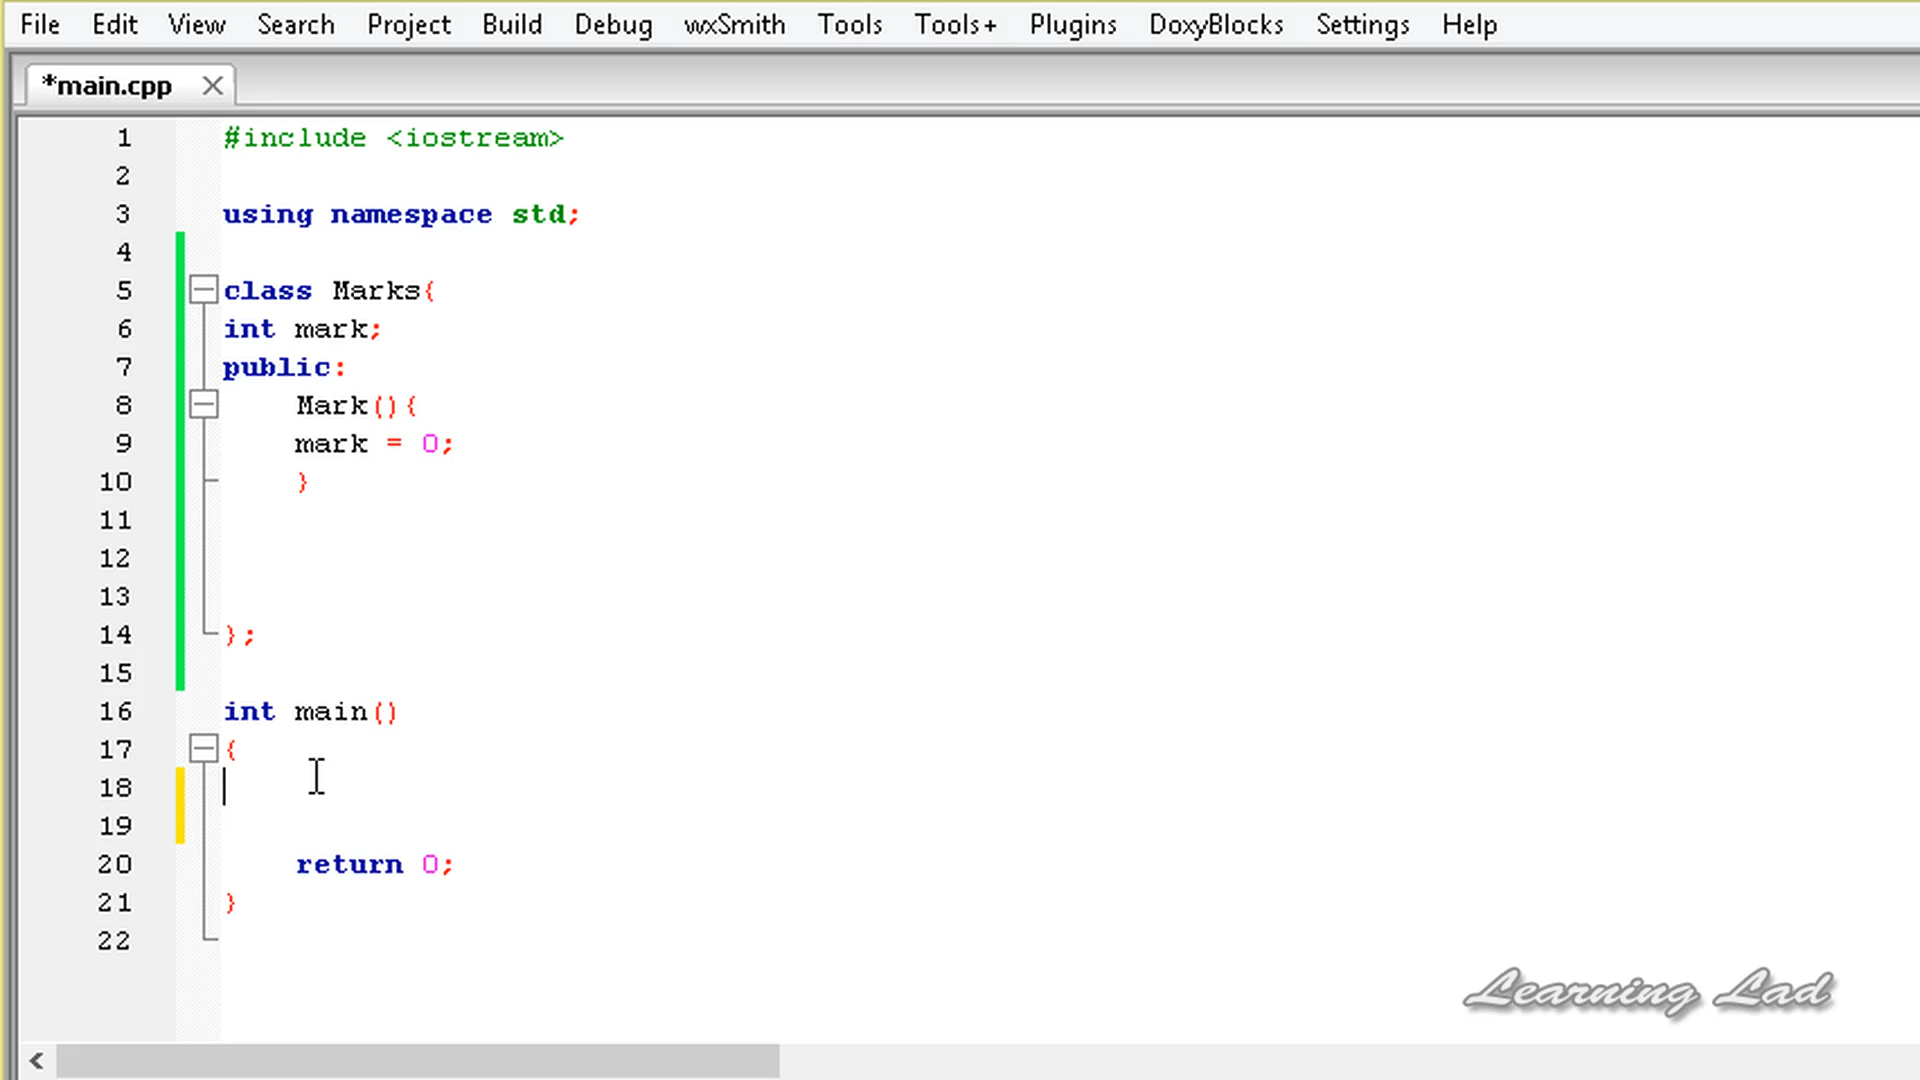 File Edit View Search Project Build Debug wxSmith Tools Tools+ Plugins DoxyBlocks Settings Help
*main.cpp
1 #include <iostream>
2
3 using namespace std;
4
5 class Marks{
6 int mark;
7 public:
8 Mark(){
9 mark = 0;
10 }
11
12
13
14 };
15
16 int main()
17 {
18
19
20 return 0;
21 }
22
Learning Lad